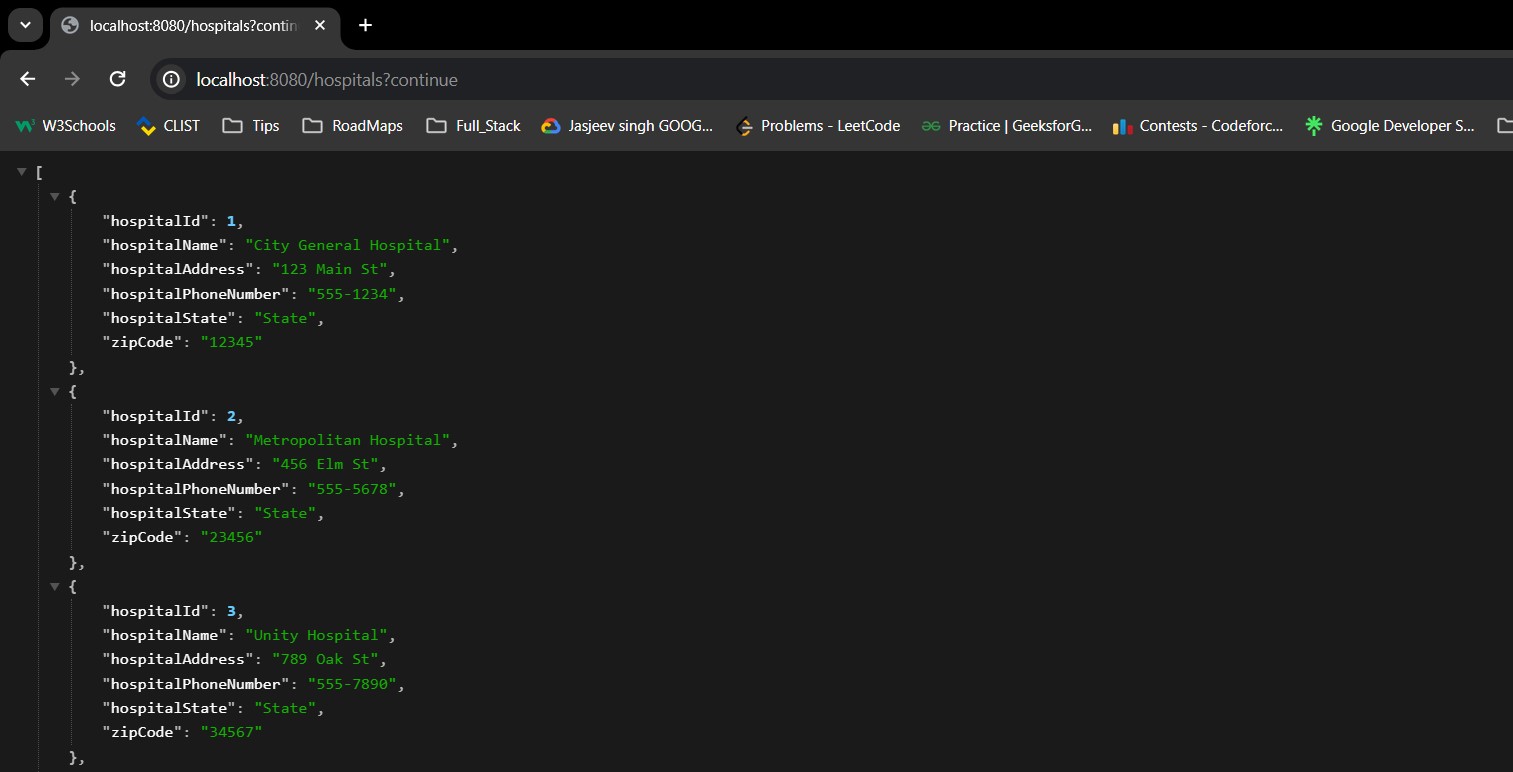 localhost:8080/hospitals?contin
localhost:8080/hospitals?continue
W3Schools CLIST Tips RoadMaps Full_Stack Jasjeev singh GOOG... Problems - LeetCode Practice | GeeksforG... Contests - Codeforc... Google Developer S...
[
{
"hospitalId": 1,
"hospitalName": "City General Hospital",
"hospitalAddress": "123 Main St",
"hospitalPhoneNumber": "555-1234",
"hospitalState": "State",
"zipCode": "12345"
},
{
"hospitalId": 2,
"hospitalName": "Metropolitan Hospital",
"hospitalAddress": "456 Elm St",
"hospitalPhoneNumber": "555-5678",
"hospitalState": "State",
"zipCode": "23456"
},
{
"hospitalId": 3,
"hospitalName": "Unity Hospital",
"hospitalAddress": "789 Oak St",
"hospitalPhoneNumber": "555-7890",
"hospitalState": "State",
"zipCode": "34567"
},